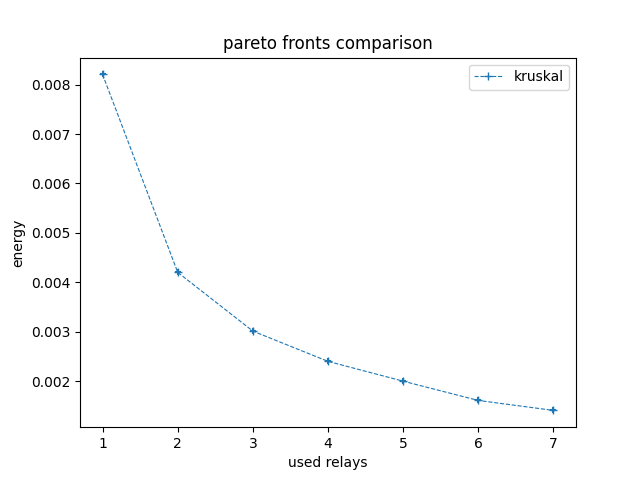 pareto fronts comparison
kruskal
0.008
0.007
0.006
0.005
0.004
0.003
0.002
energy
1 2 3 4 5 6 7
used relays